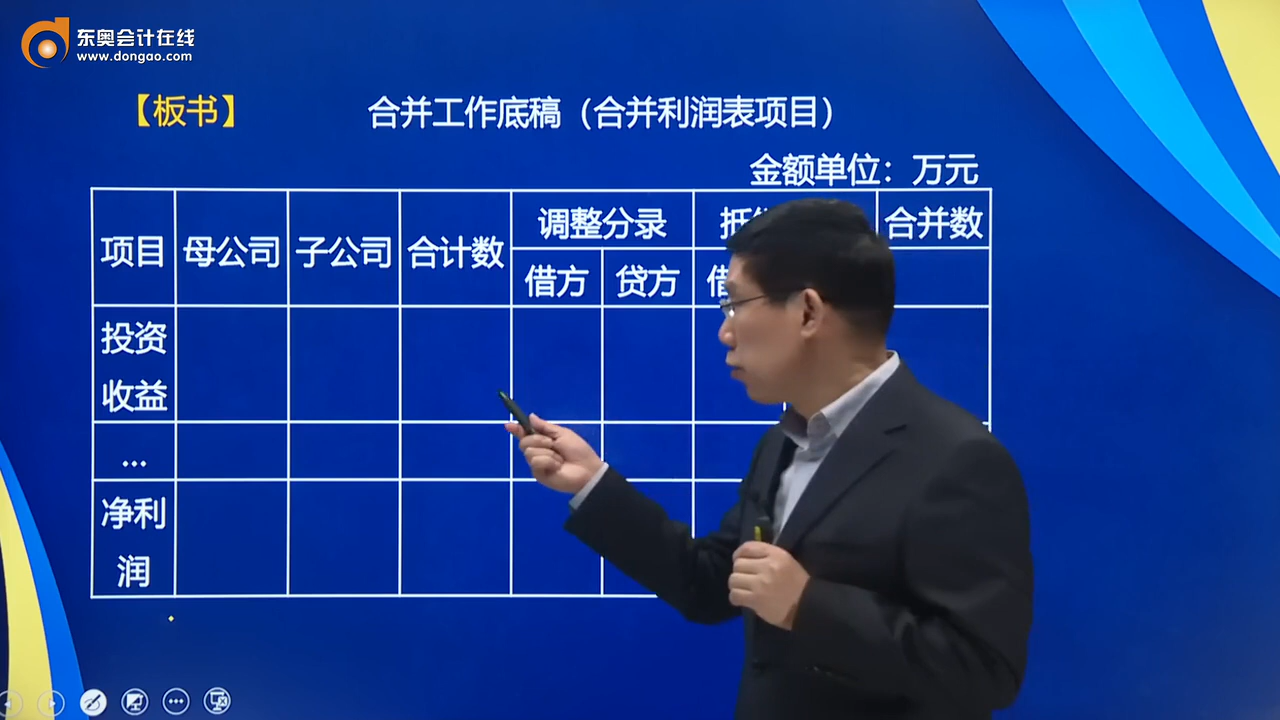 东奥会计在线
www.dongao.com
【板书】 合并工作底稿（合并利润表项目）
金额单位：万元
项目 母公司 子公司 合计数 调整分录 抵 合并数
借方 贷方 借
投资
收益
...
净利
润